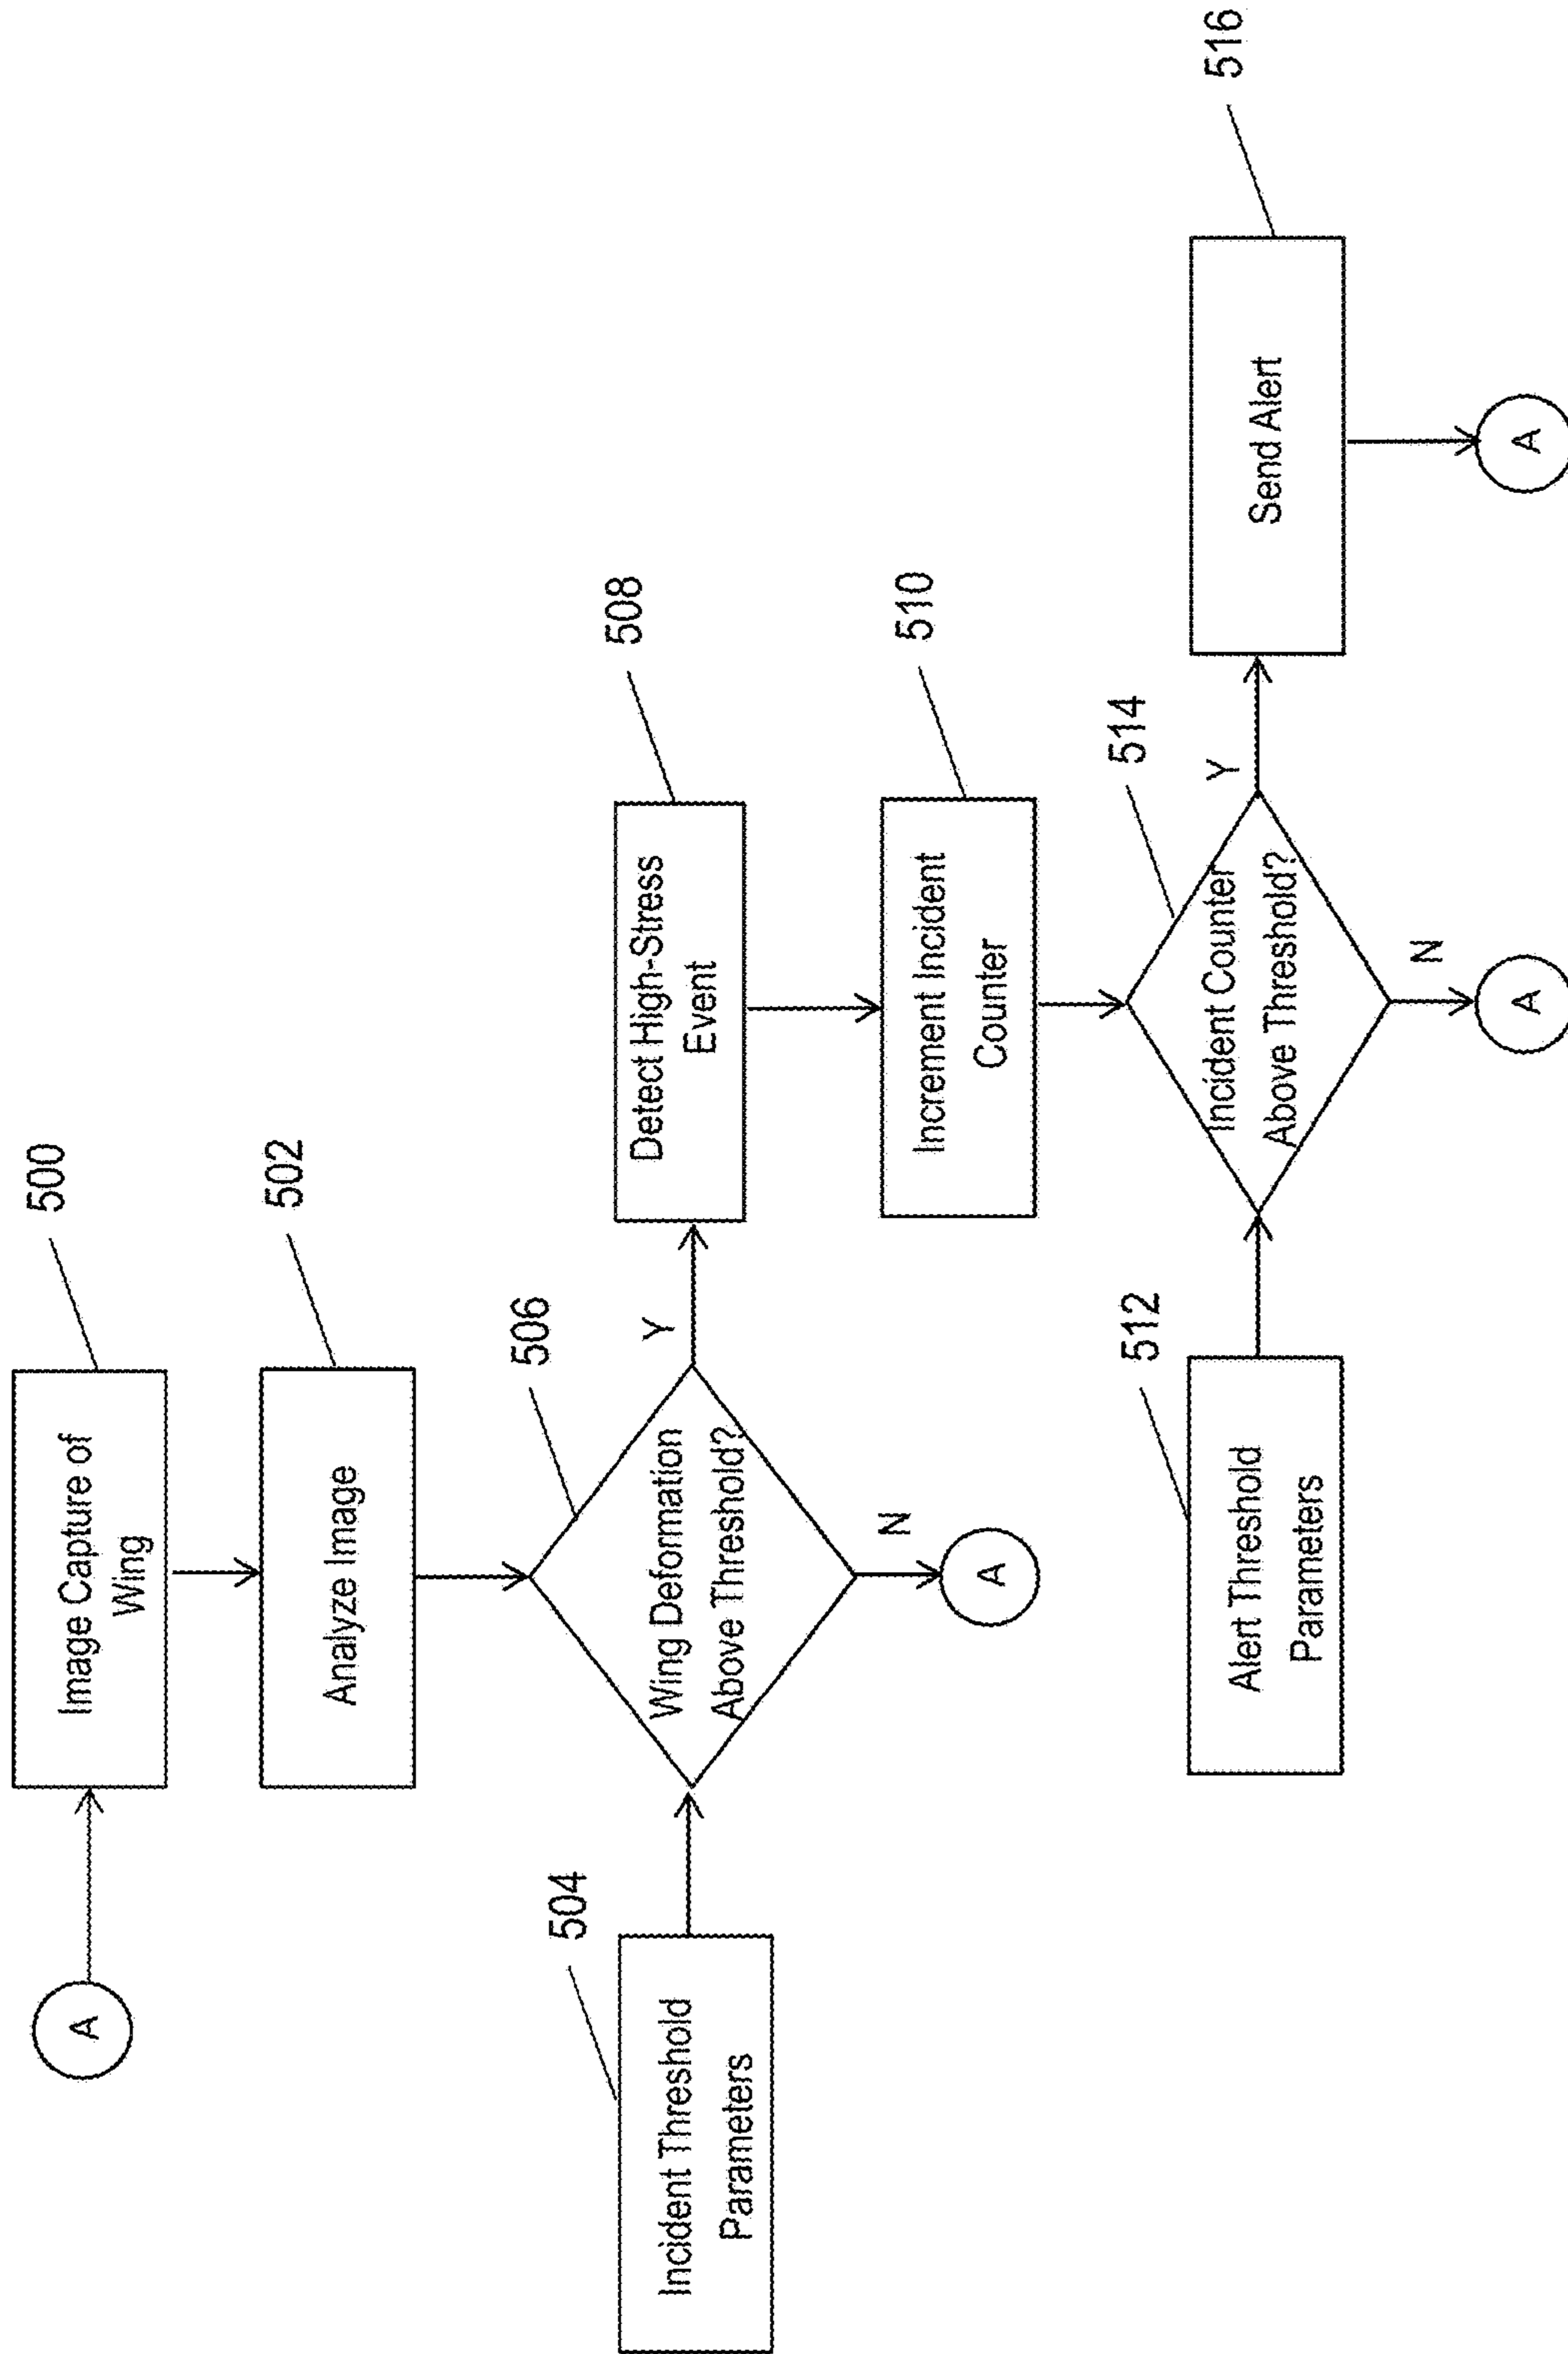 A
Image Capture of
Wing
500
Analyze Image
502
504
Incident Threshold
Parameters
506
Wing Deformation
Above Threshold?
Y
N
A
Detect High-Stress
Event
508
Increment Incident
Counter
510
512
Alert Threshold
Parameters
514
Incident Counter
Above Threshold?
Y
N
A
Send Alert
516
A